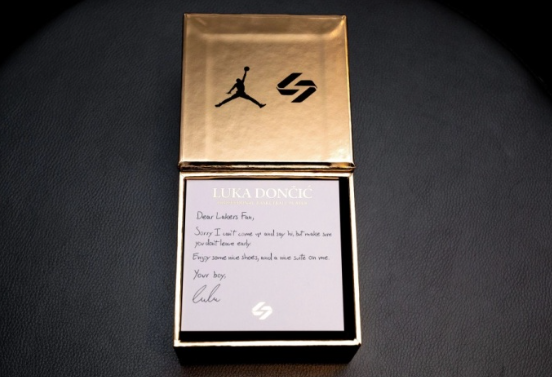 LUKA DONČIĆ
Dear Lakers Fan,
Sorry I can't come up and say hi, but make sure
you don't leave early.
Enjoy some nice shoes, and a nice suite on me.
Your boy,
lulu